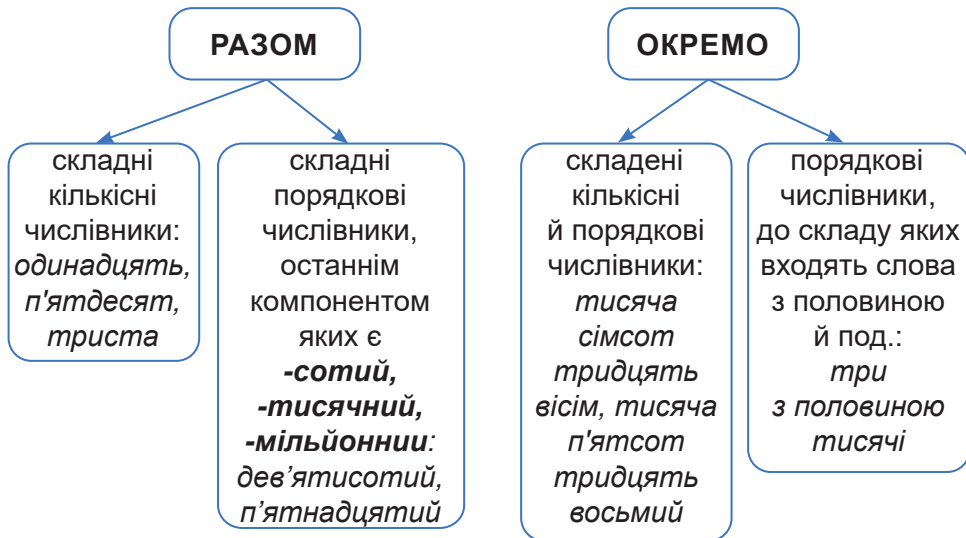 РАЗОМ
складні
кількісні
числівники:
одинадцять,
п'ятдесят,
триста
складні
порядкові
числівники,
останнім
компонентом
яких є
-сотий,
-тисячний,
-мільйоннии:
дев’ятисотий,
п’ятнадцятий
ОКРЕМО
складені
кількісні
й порядкові
числівники:
тисяча
сімсот
тридцять
вісім, тисяча
п'ятсот
тридцять
восьмий
порядкові
числівники,
до складу яких
входять слова
з половиною
й под.:
три
з половиною
тисячі